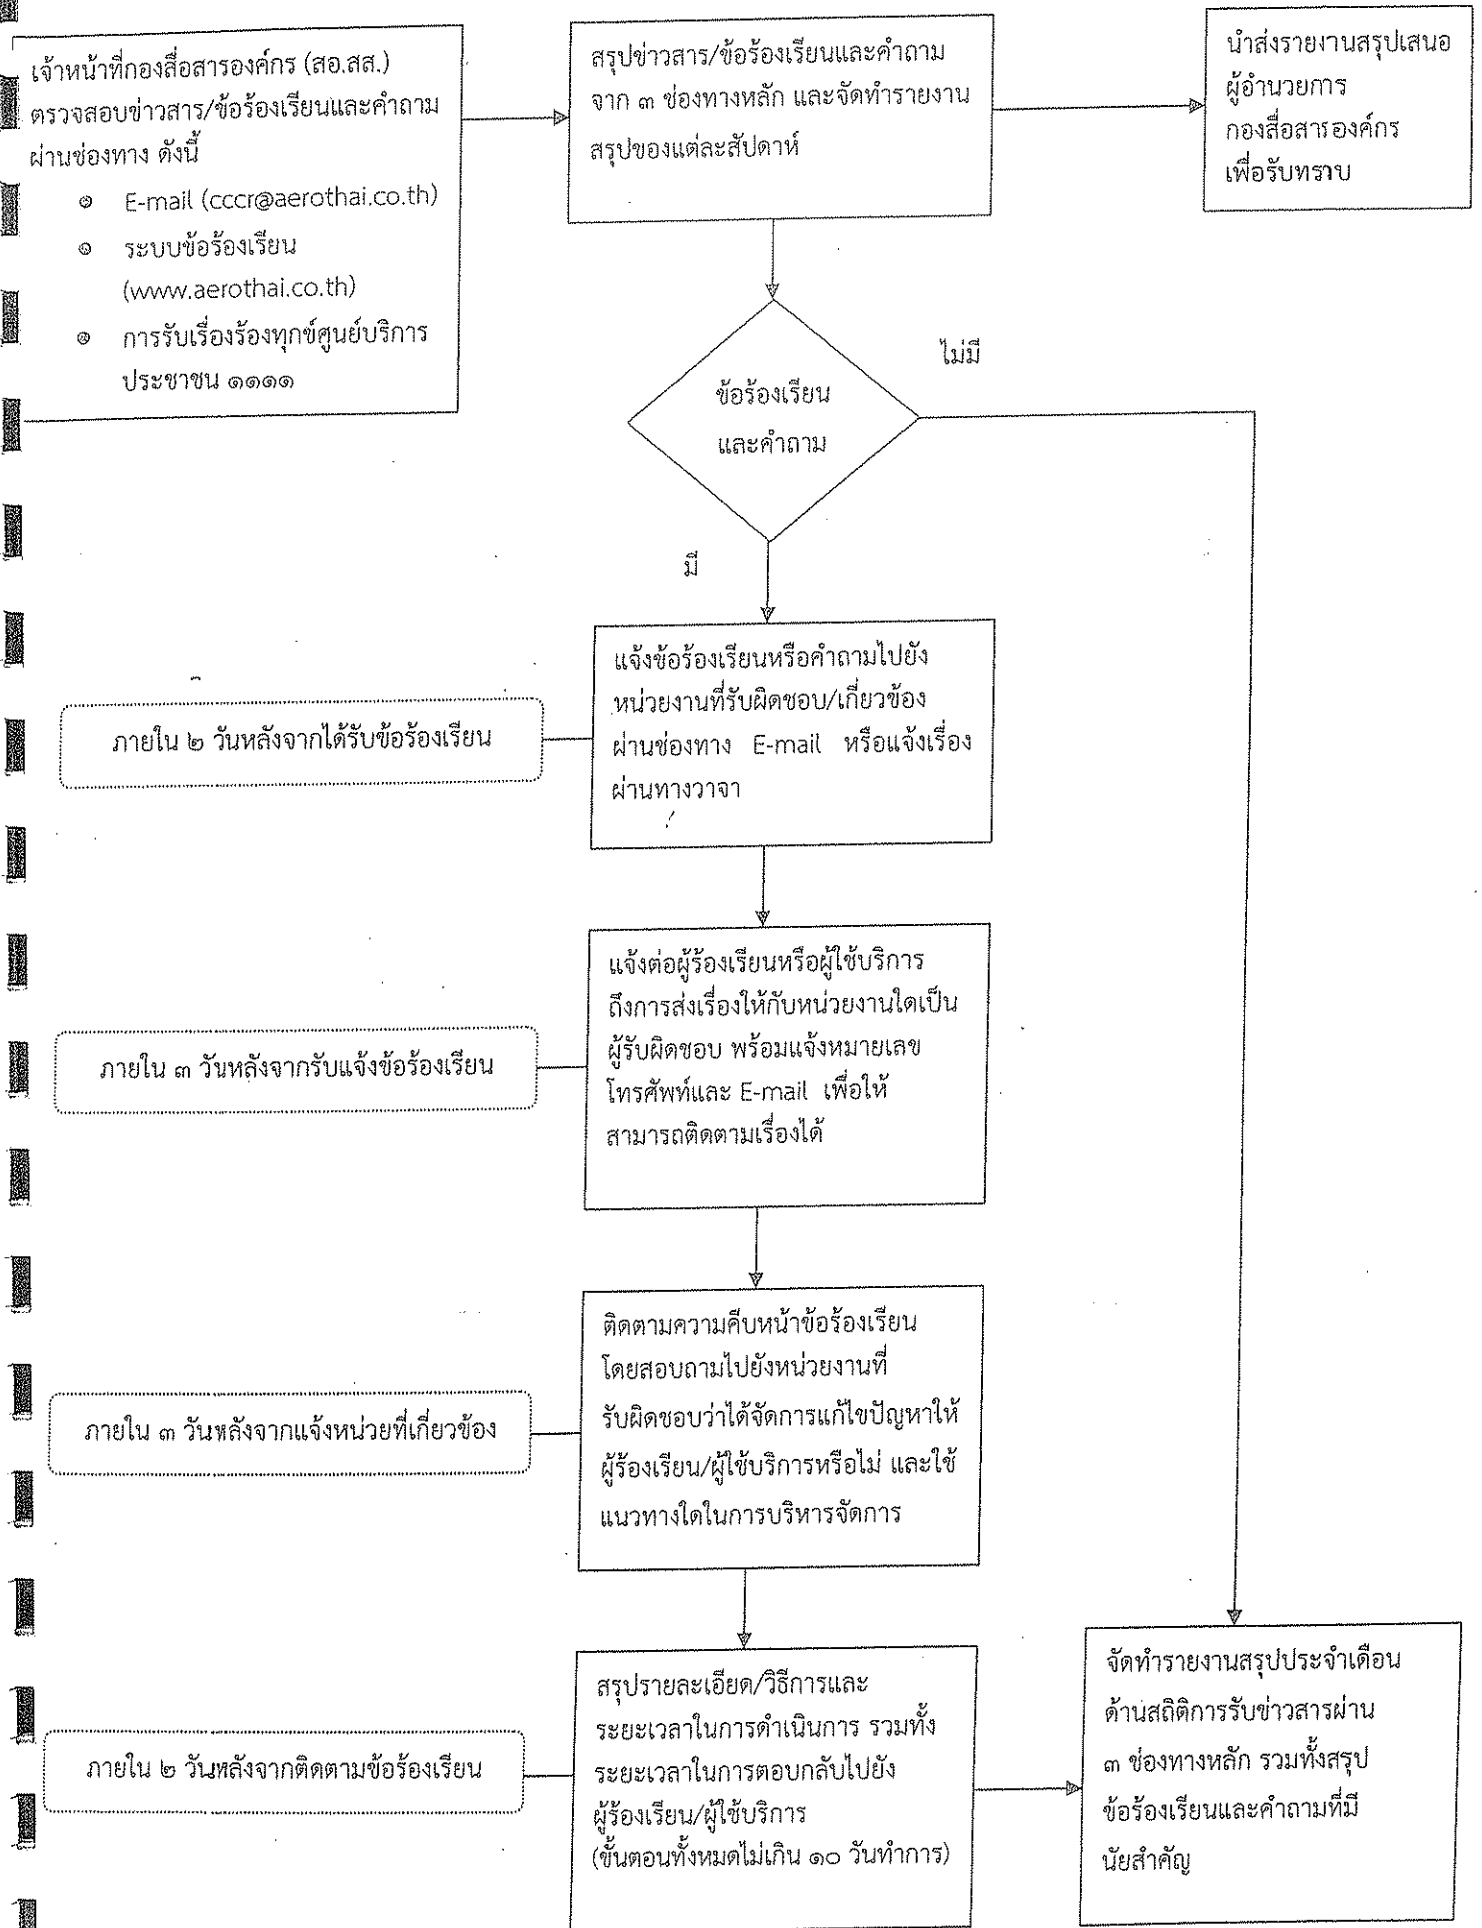 เจ้าหน้าที่กองสื่อสารองค์กร (สอ.สส.)
ตรวจสอบข่าวสาร/ข้อร้องเรียนและคำถาม
ผ่านช่องทาง ดังนี้
E-mail (cccr@aerothai.co.th)
ระบบข้อร้องเรียน
(www.aerothai.co.th)
การรับเรื่องร้องทุกข์ศูนย์บริการ
ประชาชน ๑๑๑๑
สรุปข่าวสาร/ข้อร้องเรียนและคำถาม
จาก ๓ ช่องทางหลัก และจัดทำรายงาน
สรุปของแต่ละสัปดาห์
นำส่งรายงานสรุปเสนอ
ผู้อำนวยการ
กองสื่อสารองค์กร
เพื่อรับทราบ
ข้อร้องเรียน
และคำถาม
ไม่มี
มี
แจ้งข้อร้องเรียนหรือคำถามไปยัง
หน่วยงานที่รับผิดชอบ/เกี่ยวข้อง
ผ่านช่องทาง E-mail หรือแจ้งเรื่อง
ผ่านทางวาจา
ภายใน ๒ วันหลังจากได้รับข้อร้องเรียน
แจ้งต่อผู้ร้องเรียนหรือผู้ใช้บริการ
ถึงการส่งเรื่องให้กับหน่วยงานใดเป็น
ผู้รับผิดชอบ พร้อมแจ้งหมายเลข
โทรศัพท์และ E-mail เพื่อให้
สามารถติดตามเรื่องได้
ภายใน ๓ วันหลังจากรับแจ้งข้อร้องเรียน
ติดตามความคืบหน้าข้อร้องเรียน
โดยสอบถามไปยังหน่วยงานที่
รับผิดชอบว่าได้จัดการแก้ไขปัญหาให้
ผู้ร้องเรียน/ผู้ใช้บริการหรือไม่ และใช้
แนวทางใดในการบริหารจัดการ
ภายใน ๓ วันหลังจากแจ้งหน่วยที่เกี่ยวข้อง
สรุปรายละเอียด/วิธีการและ
ระยะเวลาในการดำเนินการ รวมทั้ง
ระยะเวลาในการตอบกลับไปยัง
ผู้ร้องเรียน/ผู้ใช้บริการ
(ขั้นตอนทั้งหมดไม่เกิน ๑๐ วันทำการ)
ภายใน ๒ วันหลังจากติดตามข้อร้องเรียน
จัดทำรายงานสรุปประจำเดือน
ด้านสถิติการรับข่าวสารผ่าน
๓ ช่องทางหลัก รวมทั้งสรุป
ข้อร้องเรียนและคำถามที่มี
นัยสำคัญ